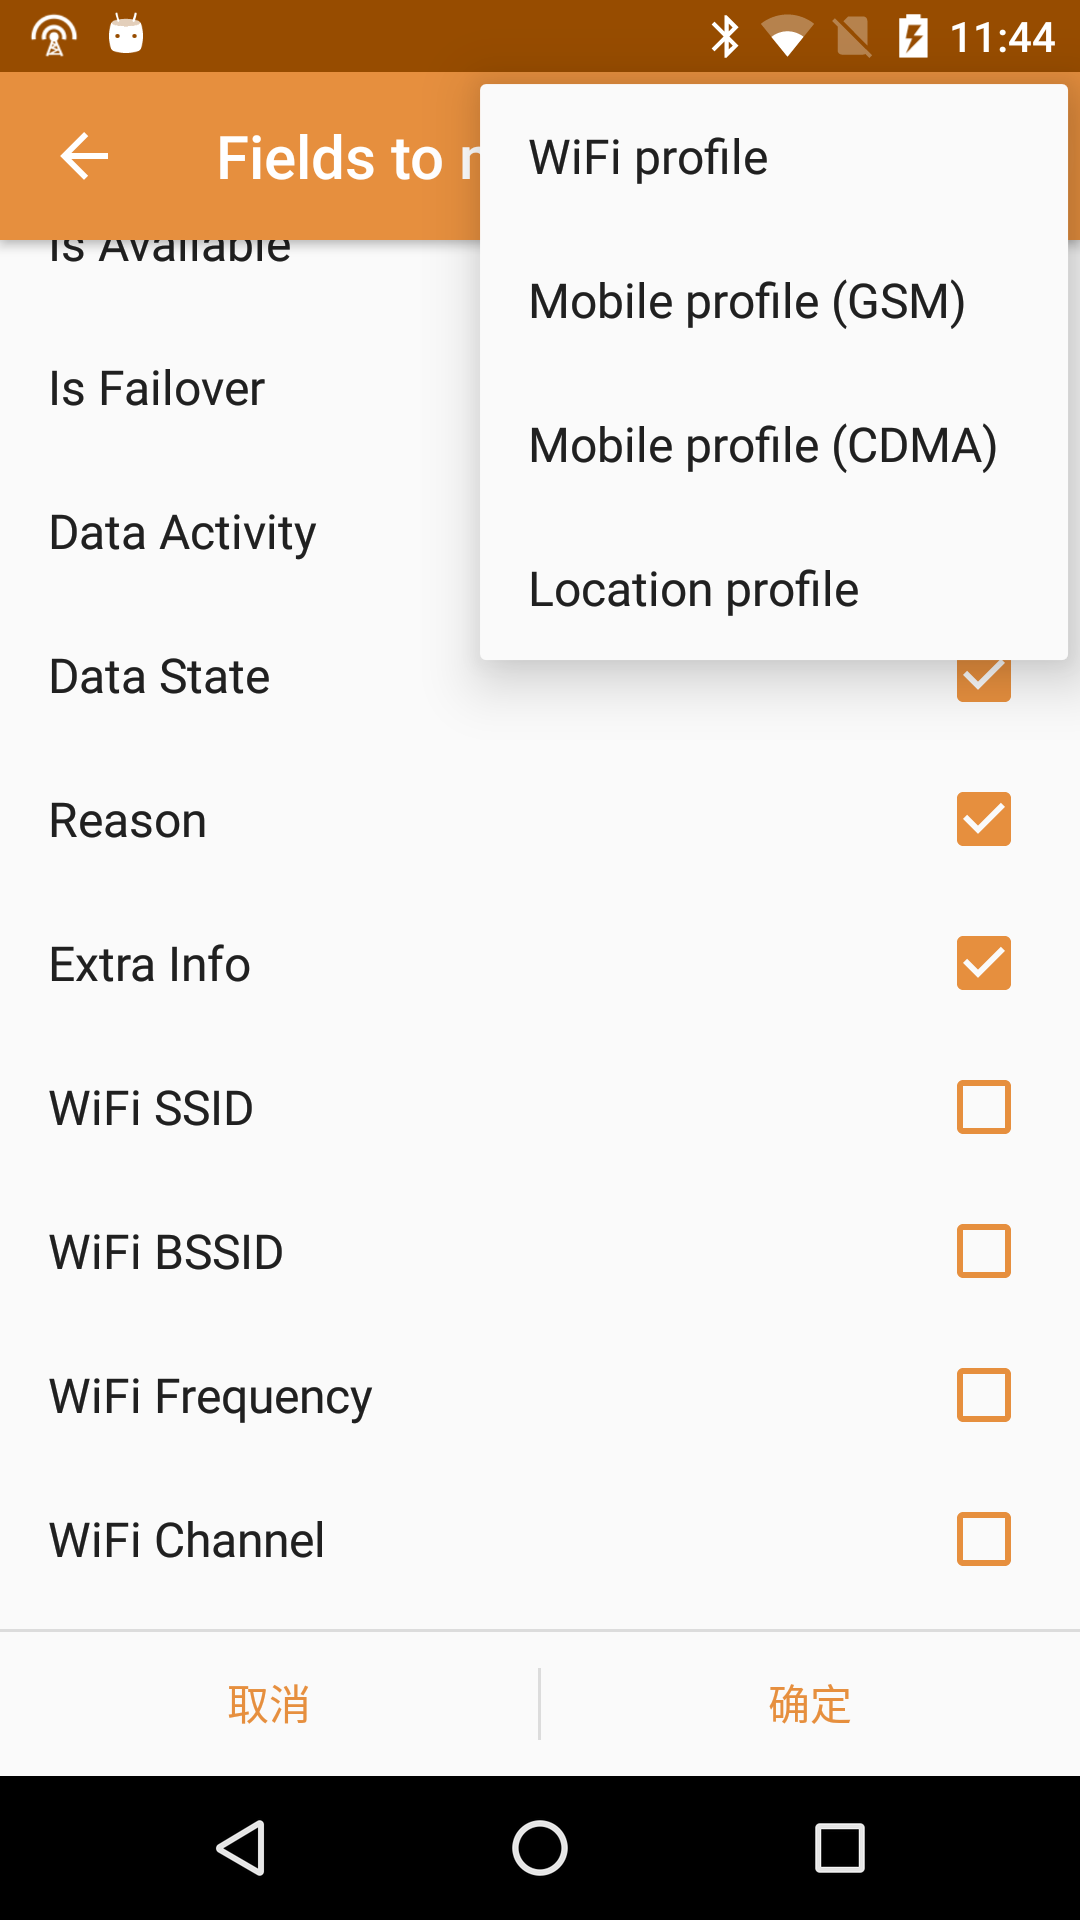 11:44
Fields to
WiFi profile
Is Available
Mobile profile (GSM)
Is Failover
Mobile profile (CDMA)
Data Activity
Location profile
Data State
Reason
Extra Info
WiFi SSID
WiFi BSSID
WiFi Frequency
WiFi Channel
取消
确定